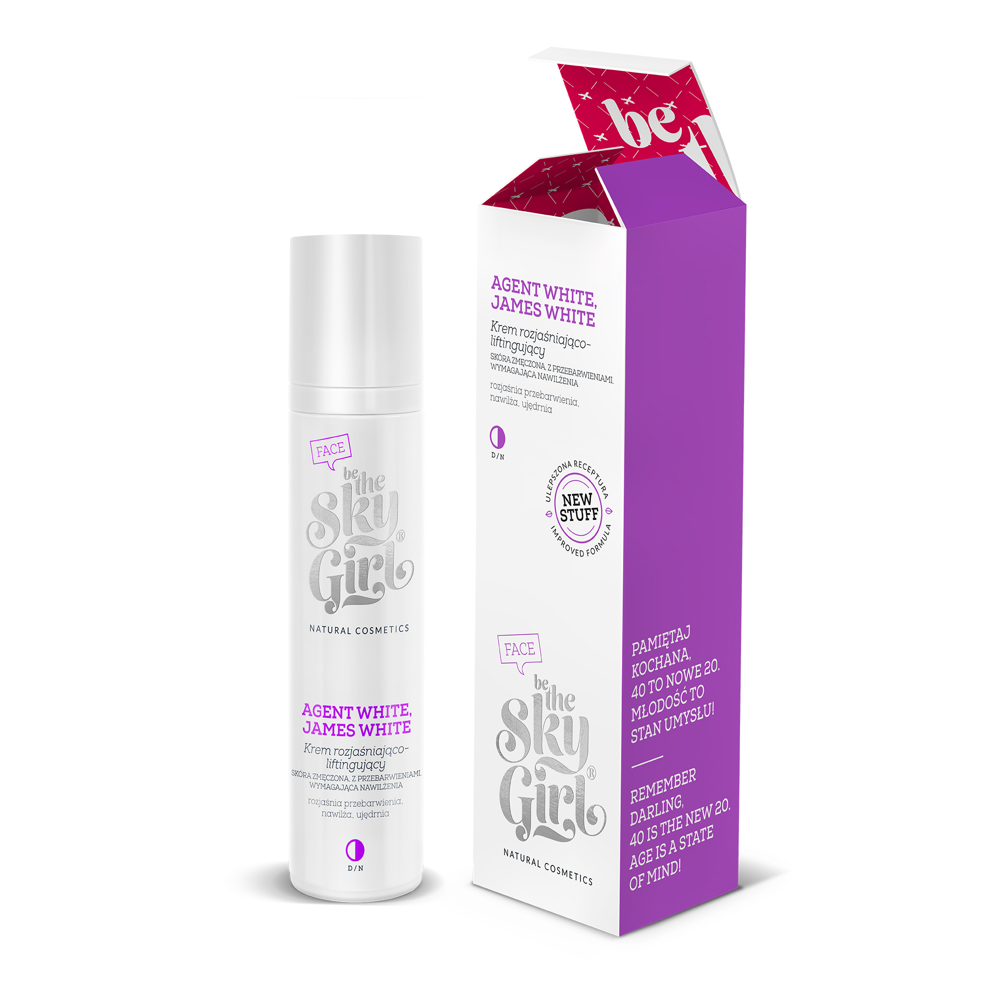 FACE
be
the
Sky
Girl®
NATURAL COSMETICS
AGENT WHITE,
JAMES WHITE
Krem rozjaśniająco-
liftingujący
SKÓRA ZMĘCZONA, Z PRZEBARWIENIAMI,
WYMAGAJĄCA NAWILŻENIA
rozjaśnia przebarwienia,
nawilża, ujędrnia
D/N
be
AGENT WHITE,
JAMES WHITE
Krem rozjaśniająco-
liftingujący
SKÓRA ZMĘCZONA, Z PRZEBARWIENIAMI,
WYMAGAJĄCA NAWILŻENIA
rozjaśnia przebarwienia,
nawilża, ujędrnia
D/N
ULEPSZONA RECEPTURA
NEW
STUFF
IMPROVED FORMULA
FACE
be
the
Sky
Girl®
NATURAL COSMETICS
PAMIĘTAJ
KOCHANA,
40 TO NOWE 20.
MŁODOŚĆ TO
STAN UMYSŁU!
REMEMBER
DARLING,
40 IS THE NEW 20.
AGE IS A STATE
OF MIND!